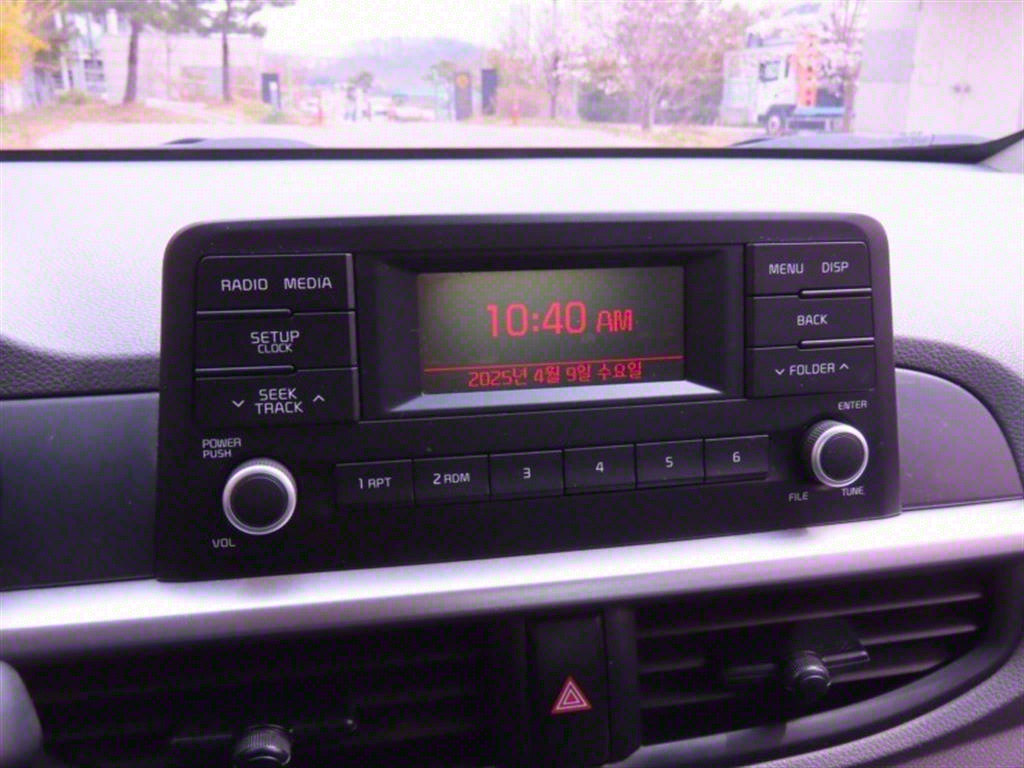 RADIO MEDIA
SETUP
CLOCK
SEEK
TRACK
POWER
PUSH
VOL
10:40 AM
2025년 4월 9일 수요일
1 RPT
2 RDM
3
4
5
6
MENU DISP
BACK
FOLDER
ENTER
FILE
TUNE